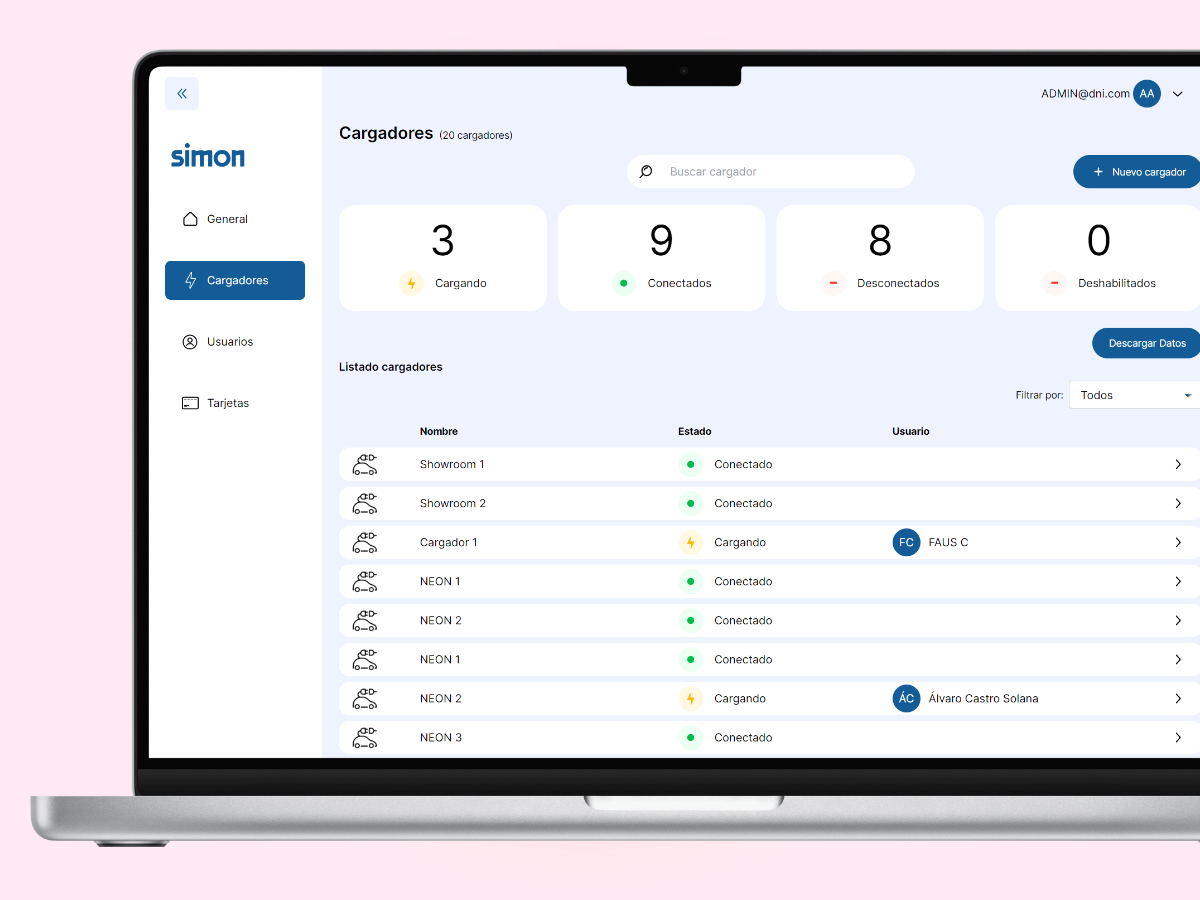 ADMIN@dni.com AA
simon
Cargadores (20 cargadores)
Buscar cargador
+ Nuevo cargador
General
Cargadores
Usuarios
Tarjetas
3
Cargando
9
Conectados
8
Desconectados
0
Deshabilitados
Descargar Datos
Listado cargadores
Filtrar por: Todos
Nombre Estado Usuario
Showroom 1 Conectado
Showroom 2 Conectado
Cargador 1 Cargando FC FAUS C
NEON 1 Conectado
NEON 2 Conectado
NEON 1 Conectado
NEON 2 Cargando ÁC Álvaro Castro Solana
NEON 3 Conectado